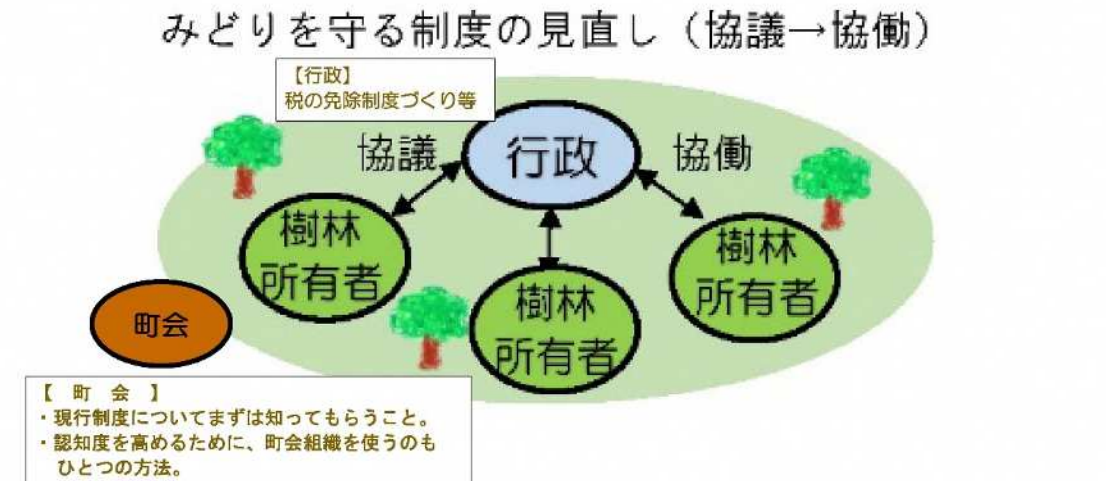 みどりを守る制度の見直し（協議→協働）
【行政】
税の免除制度づくり等
協議
行政
協働
樹林
所有者
樹林
所有者
樹林
所有者
町会
【 町 会 】
・現行制度についてまずは知ってもらうこと。
・認知度を高めるために、町会組織を使うのも
ひとつの方法。